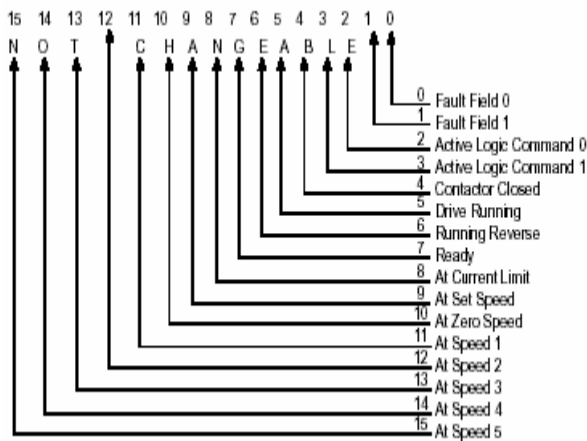 15 14 13 12 11 10 9 8 7 6 5 4 3 2 1 0
N O T C H A N G E A B L E
0 Fault Field 0
1 Fault Field 1
2 Active Logic Command 0
3 Active Logic Command 1
4 Contactor Closed
5 Drive Running
6 Running Reverse
7 Ready
8 At Current Limit
9 At Set Speed
10 At Zero Speed
11 At Speed 1
12 At Speed 2
13 At Speed 3
14 At Speed 4
15 At Speed 5